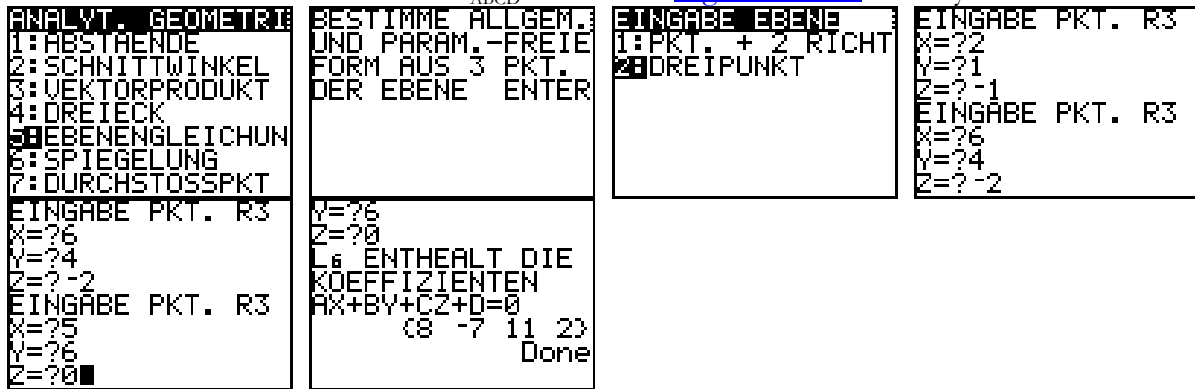 ABCD
ANALYT. GEOMETRI
1:ABSTAENDE
2:SCHNITTWINKEL
3:VEKTORPRODUKT
4:DREIECK
5:EBENENGLEICHUN
6:SPIEGELUNG
7:DURCHSTOSSPKT
BESTIMME ALLGEM.
UND PARAM.-FREIE
FORM AUS 3 PKT.
DER EBENE ENTER
EINGABE EBENE
1:PKT. + 2 RICHT
2:DREIPUNKT
EINGABE PKT. R3
X=?2
Y=?1
Z=?-1
EINGABE PKT. R3
X=?6
Y=?4
Z=?-2
EINGABE PKT. R3
X=?6
Y=?4
Z=?-2
EINGABE PKT. R3
X=?5
Y=?6
Z=?0
Y=?6
Z=?0
L₆ ENTHEALT DIE
KOEFFIZIENTEN
AX+BY+CZ+D=0
(8 -7 11 2)
Done